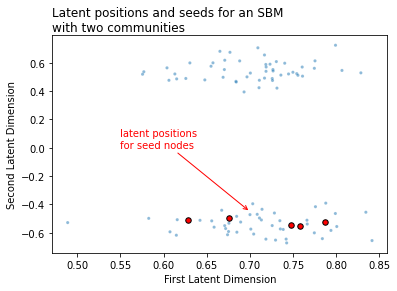 Latent positions and seeds for an SBM
with two communities
Second Latent Dimension
0.6
0.4
0.2
0.0
−0.2
−0.4
−0.6
latent positions
for seed nodes
0.50
0.55
0.60
0.65
0.70
0.75
0.80
0.85
First Latent Dimension